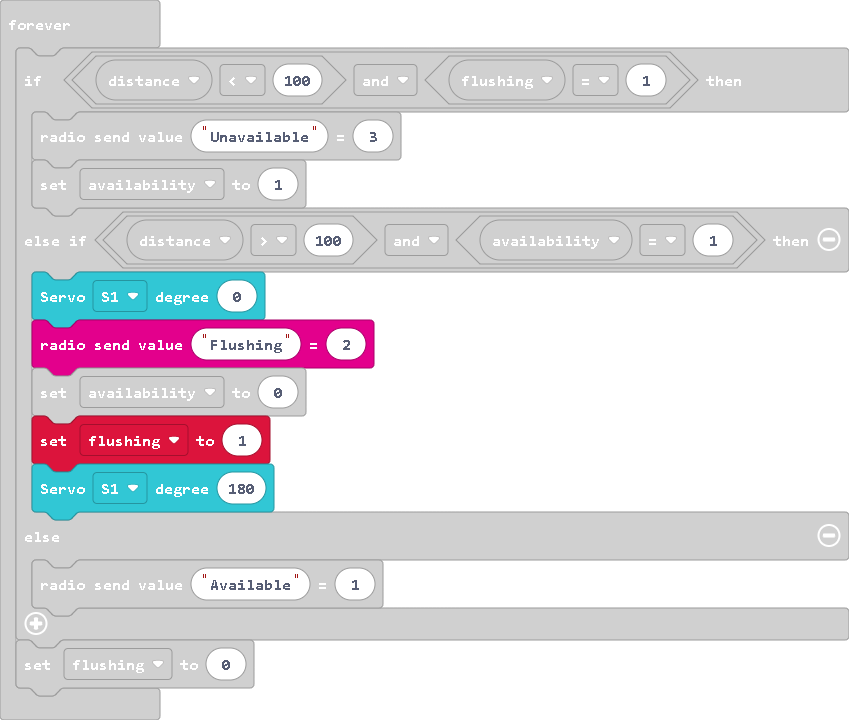 forever
if distance < 100 and flushing = 1 then
radio send value "Unavailable" = 3
set availability to 1
else if distance > 100 and availability = 1 then
Servo S1 degree 0
radio send value "Flushing" = 2
set availability to 0
set flushing to 1
Servo S1 degree 180
else
radio send value "Available" = 1
set flushing to 0